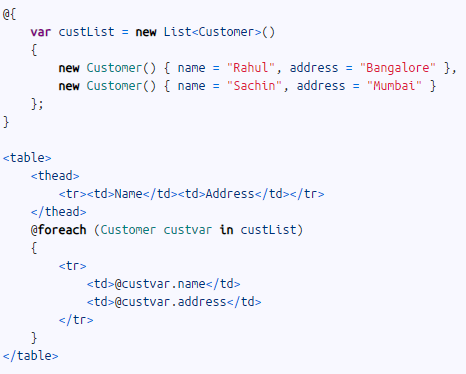 @{
    var custList = new List<Customer>()
    {
        new Customer() { name = "Rahul", address = "Bangalore" },
        new Customer() { name = "Sachin", address = "Mumbai" }
    };
}

<table>
    <thead>
        <tr><td>Name</td><td>Address</td></tr>
    </thead>
    @foreach (Customer custvar in custList)
    {
        <tr>
            <td>@custvar.name</td>
            <td>@custvar.address</td>
        </tr>
    }
</table>